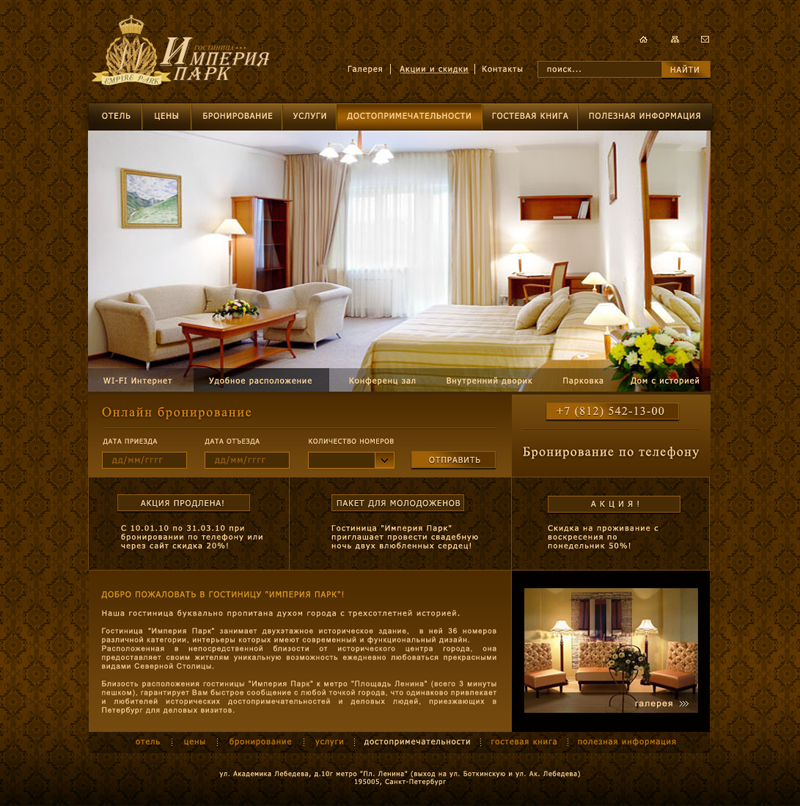 ГОСТИНИЦА ***
Империя
ПАРК
EMPIRE PARK
Галерея | Акции и скидки | Контакты
поиск...
НАЙТИ
ОТЕЛЬ
ЦЕНЫ
БРОНИРОВАНИЕ
УСЛУГИ
ДОСТОПРИМЕЧАТЕЛЬНОСТИ
ГОСТЕВАЯ КНИГА
ПОЛЕЗНАЯ ИНФОРМАЦИЯ
WI-FI Интернет
Удобное расположение
Конференц зал
Внутренний дворик
Парковка
Дом с историей
Онлайн бронирование
ДАТА ПРИЕЗДА
ДАТА ОТЪЕЗДА
КОЛИЧЕСТВО НОМЕРОВ
дд/мм/гггг
дд/мм/гггг
ОТПРАВИТЬ
+7 (812) 542-13-00
Бронирование по телефону
АКЦИЯ ПРОДЛЕНА!
С 10.01.10 по 31.03.10 при
бронировании по телефону или
через сайт скидка 20%!
ПАКЕТ ДЛЯ МОЛОДОЖЕНОВ
Гостиница "Империя Парк"
приглашает провести свадебную
ночь двух влюбленных сердец!
АКЦИЯ!
Скидка на проживание с
воскресения по
понедельник 50%!
ДОБРО ПОЖАЛОВАТЬ В ГОСТИНИЦУ "ИМПЕРИЯ ПАРК"!
Наша гостиница буквально пропитана духом города с трехсотлетней историей.
Гостиница "Империя Парк" занимает двухэтажное историческое здание, в ней 36 номеров
различной категории, интерьеры которых имеют современный и функциональный дизайн.
Расположенная в непосредственной близости от исторического центра города, она
предоставляет своим жителям уникальную возможность ежедневно любоваться прекрасными
видами Северной Столицы.
Близость расположения гостиницы "Империя Парк" к метро "Площадь Ленина" (всего 3 минуты
пешком), гарантирует Вам быстрое сообщение с любой точкой города, что одинаково привлекает
и любителей исторических достопримечательностей и деловых людей, приезжающих в
Петербург для деловых визитов.
галерея
отель
цены
бронирование
услуги
достопримечательности
гостевая книга
полезная информация
ул. Академика Лебедева, д.10г метро "Пл. Ленина" (выход на ул. Боткинскую и ул. Ак. Лебедева)
195005, Санкт-Петербург